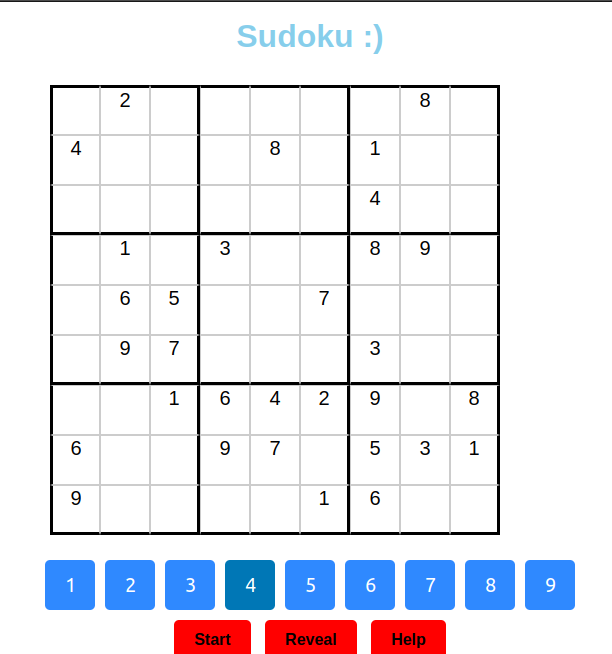 Sudoku :)
2 8
4 8 1
4
1 3 8 9
6 5 7
9 7 3
1 6 4 2 9 8
6 9 7 5 3 1
9 1 6
1 2 3 4 5 6 7 8 9
Start Reveal Help